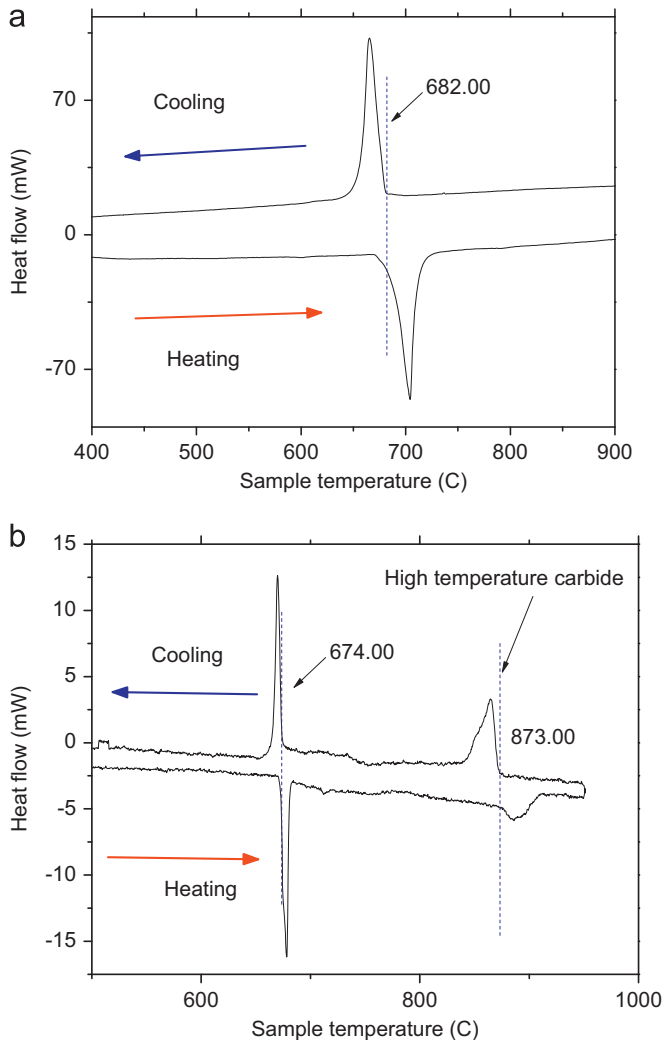 a
70
Cooling
682.00
0
Heat flow (mW)
-70
Heating
400 500 600 700 800 900
Sample temperature (C)
b
15
High temperature carbide
10
Cooling
674.00
5
0
873.00
Heat flow (mW)
-5
-10
Heating
-15
600 800 1000
Sample temperature (C)